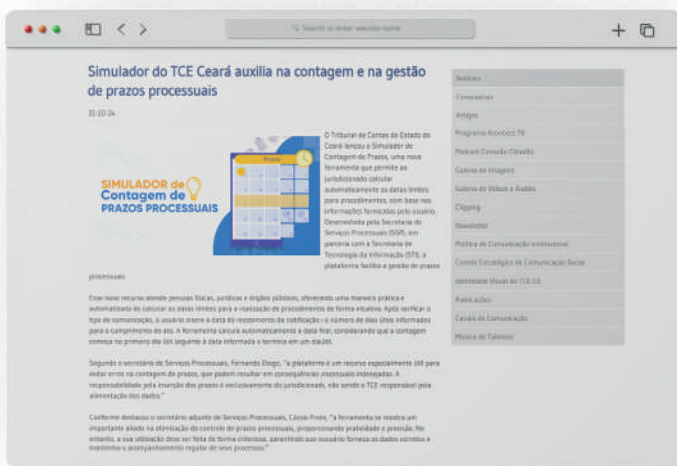 Search or enter website name
Simulador do TCE Ceará auxilia na contagem e na gestão
de prazos processuais
31-10-24
SIMULADOR de
Contagem de
PRAZOS PROCESSUAIS
Prazos
O Tribunal de Contas do Estado do
Ceará lançou o Simulador de
Contagem de Prazos, uma nova
ferramenta que permite ao
jurisdicionado calcular
automaticamente as datas limites
para procedimentos, com base nas
informações fornecidas pelo usuário.
Desenvolvida pela Secretaria de
Serviços Processuais (SSP), em
parceria com a Secretaria de
Tecnologia da Informação (STI), a
plataforma facilita a gestão de prazos
processuais.
Esse novo recurso atende pessoas físicas, jurídicas e órgãos públicos, oferecendo uma maneira prática e
automatizada de calcular as datas limites para a realização de procedimentos de forma intuitiva. Após verificar o
tipo de comunicação, o usuário insere a data do recebimento da notificação e o número de dias úteis informados
para o cumprimento do ato. A ferramenta calcula automaticamente a data final, considerando que a contagem
começa no primeiro dia útil seguinte à data informada e termina em um dia útil.
Segundo o secretário de Serviços Processuais, Fernando Diogo, "a plataforma é um recurso especialmente útil para
evitar erros na contagem de prazos, que podem resultar em consequências processuais indesejadas. A
responsabilidade pela inserção dos prazos é exclusivamente do jurisdicionado, não sendo o TCE responsável pela
alimentação dos dados."
Conforme destacou o secretário adjunto de Serviços Processuais, Cássio Freio, "a ferramenta se mostra um
importante aliado na otimização do controle de prazos processuais, proporcionando praticidade e precisão. No
entanto, a sua utilização deve ser feita de forma criteriosa, garantindo que o usuário forneça os dados corretos e
mantenha o acompanhamento regular de seus processos."
Notícias
Coronavírus
Artigos
Programa Acontece TV
Podcast Conexão Cidadão
Galeria de Imagens
Galeria de Vídeos e Áudios
Clipping
Newsletter
Política de Comunicação Institucional
Comitê Estratégico de Comunicação Social
Identidade Visual do TCE CE
Publicações
Canais de Comunicação
Mostra de Talentos